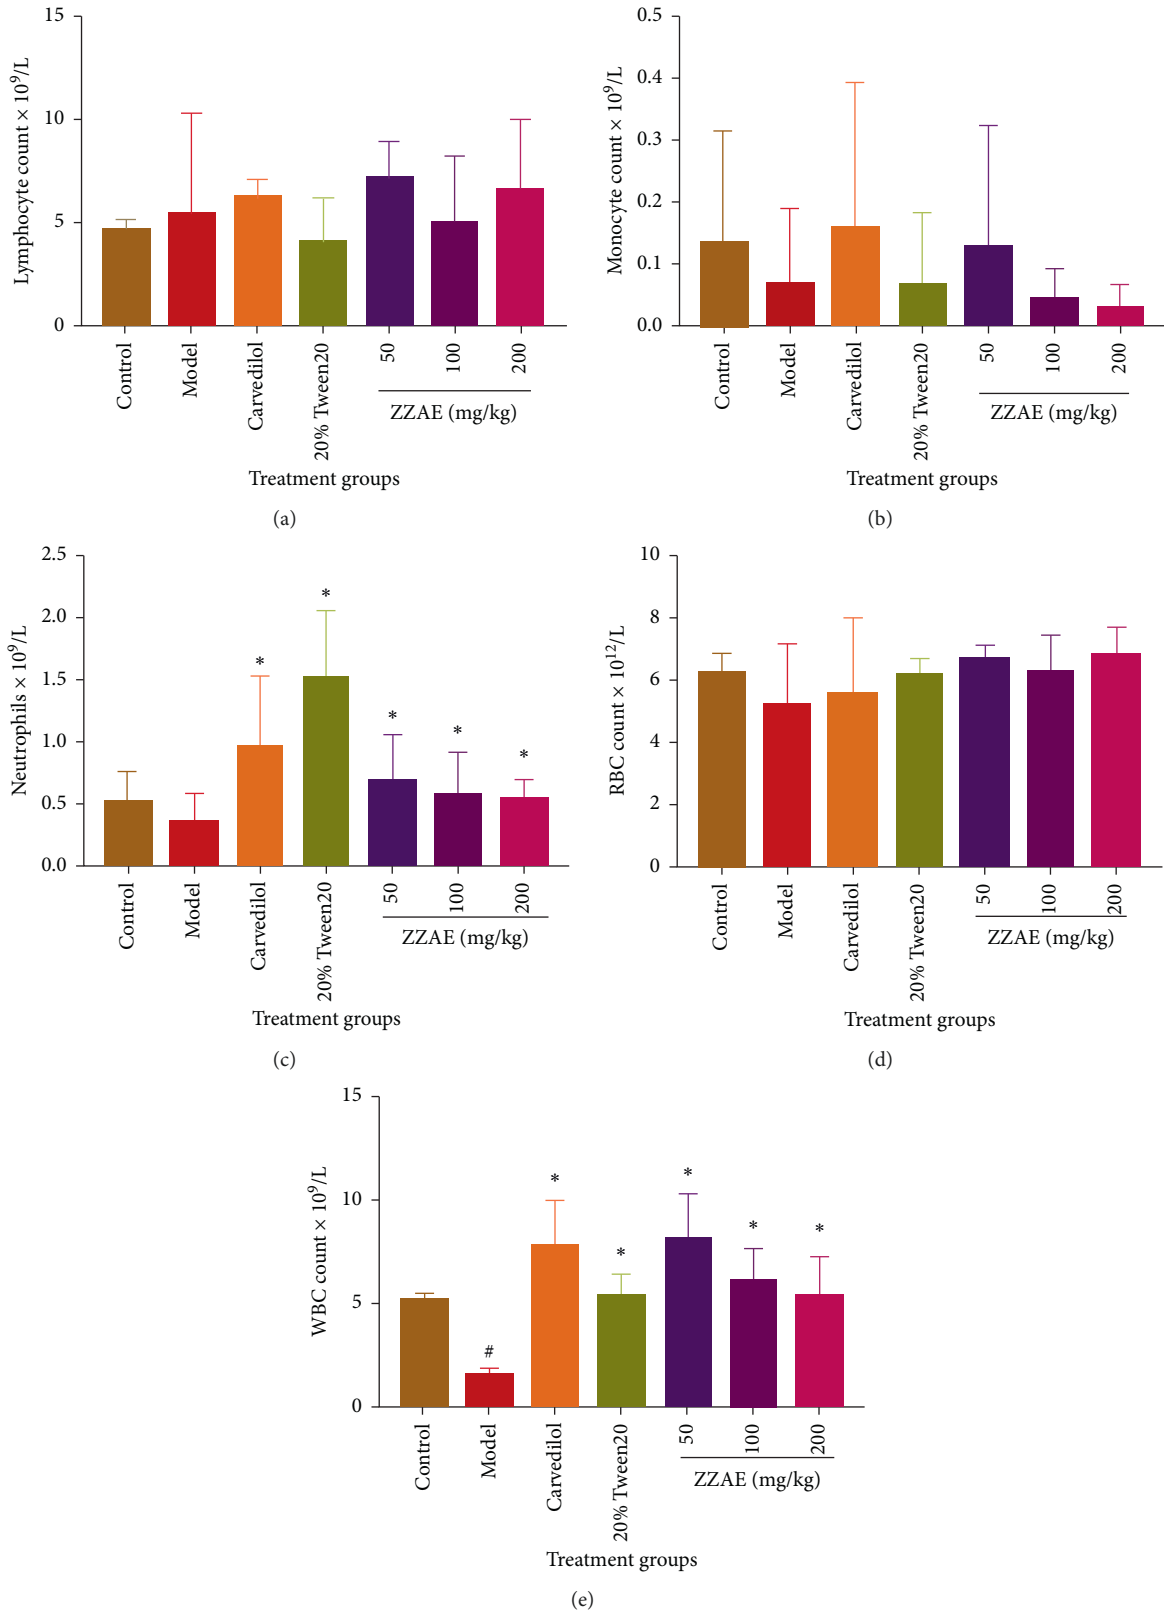 15
10
5
0
Lymphocyte count × 10⁹/L
Control
Model
Carvedilol
20% Tween20
50
100
200
ZZAE (mg/kg)
Treatment groups
(a)
0.5
0.4
0.3
0.2
0.1
0.0
Monocyte count × 10⁹/L
Control
Model
Carvedilol
20% Tween20
50
100
200
ZZAE (mg/kg)
Treatment groups
(b)
2.5
2.0
1.5
1.0
0.5
0.0
Neutrophils × 10⁹/L
*
*
*
*
*
Control
Model
Carvedilol
20% Tween20
50
100
200
ZZAE (mg/kg)
Treatment groups
(c)
10
8
6
4
2
0
RBC count × 10¹²/L
Control
Model
Carvedilol
20% Tween20
50
100
200
ZZAE (mg/kg)
Treatment groups
(d)
15
10
5
0
WBC count × 10⁹/L
#
*
*
*
*
*
Control
Model
Carvedilol
20% Tween20
50
100
200
ZZAE (mg/kg)
Treatment groups
(e)